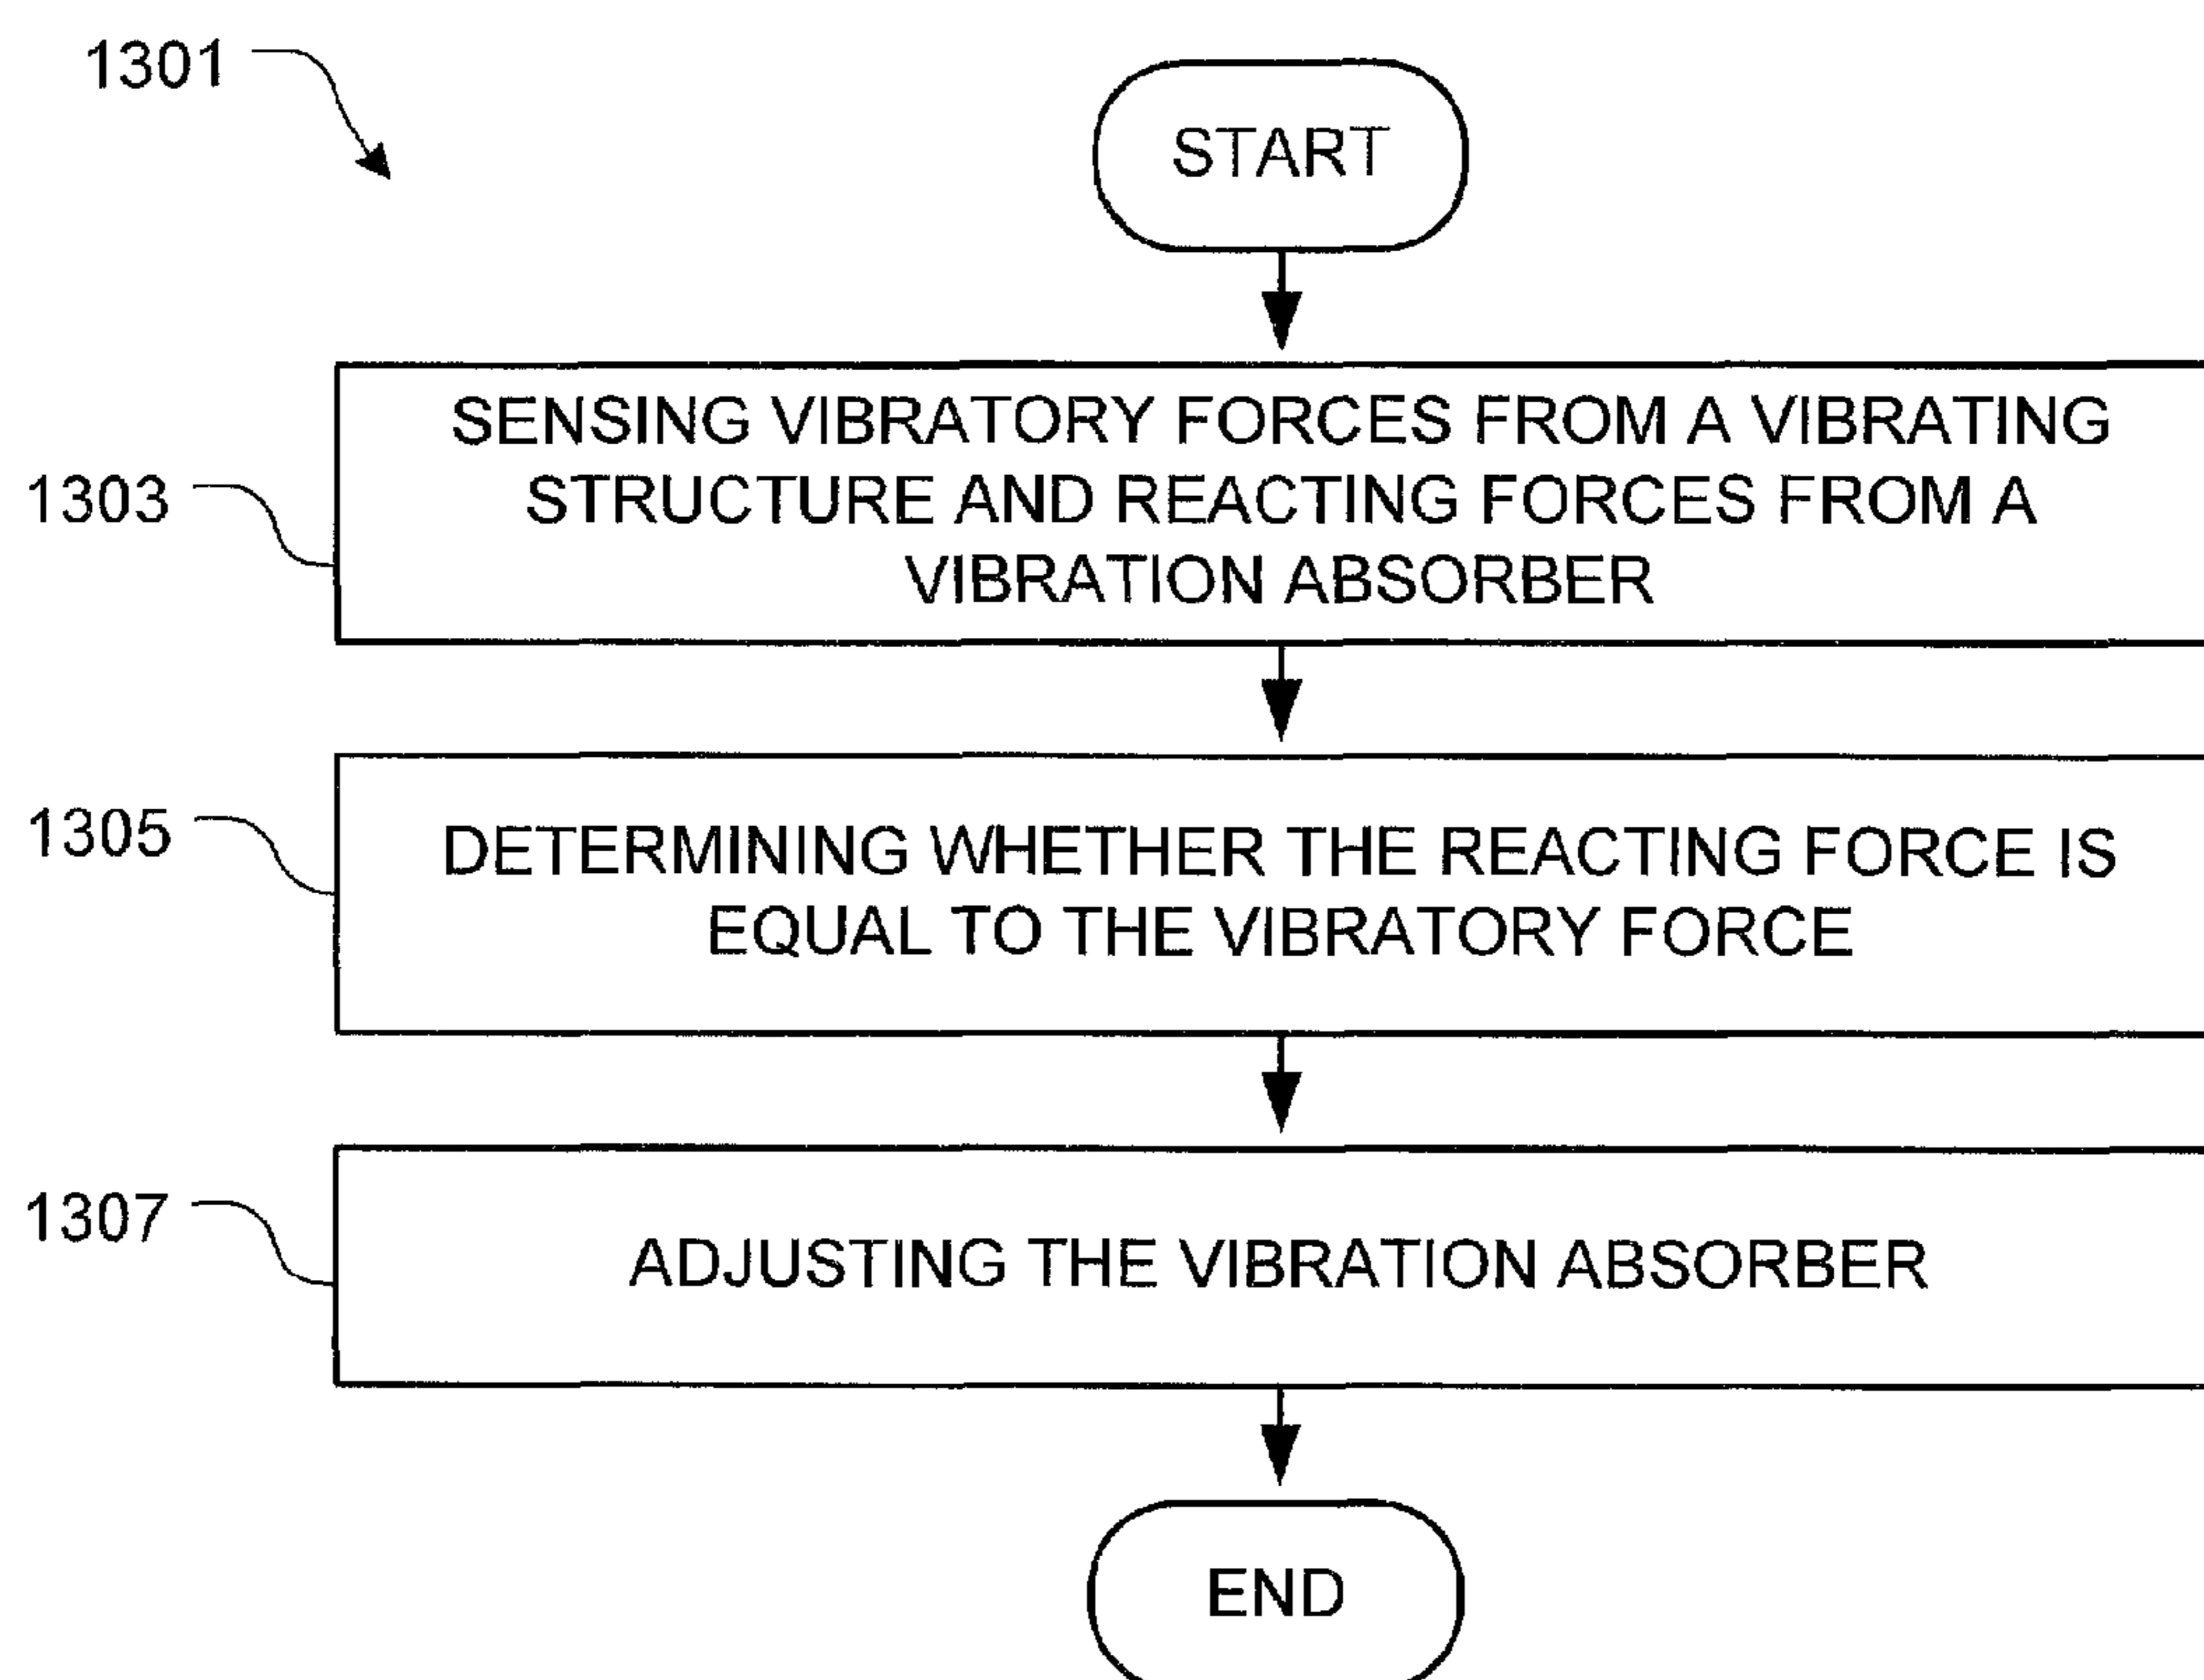 1301
START
1303
SENSING VIBRATORY FORCES FROM A VIBRATING
STRUCTURE AND REACTING FORCES FROM A
VIBRATION ABSORBER
1305
DETERMINING WHETHER THE REACTING FORCE IS
EQUAL TO THE VIBRATORY FORCE
1307
ADJUSTING THE VIBRATION ABSORBER
END